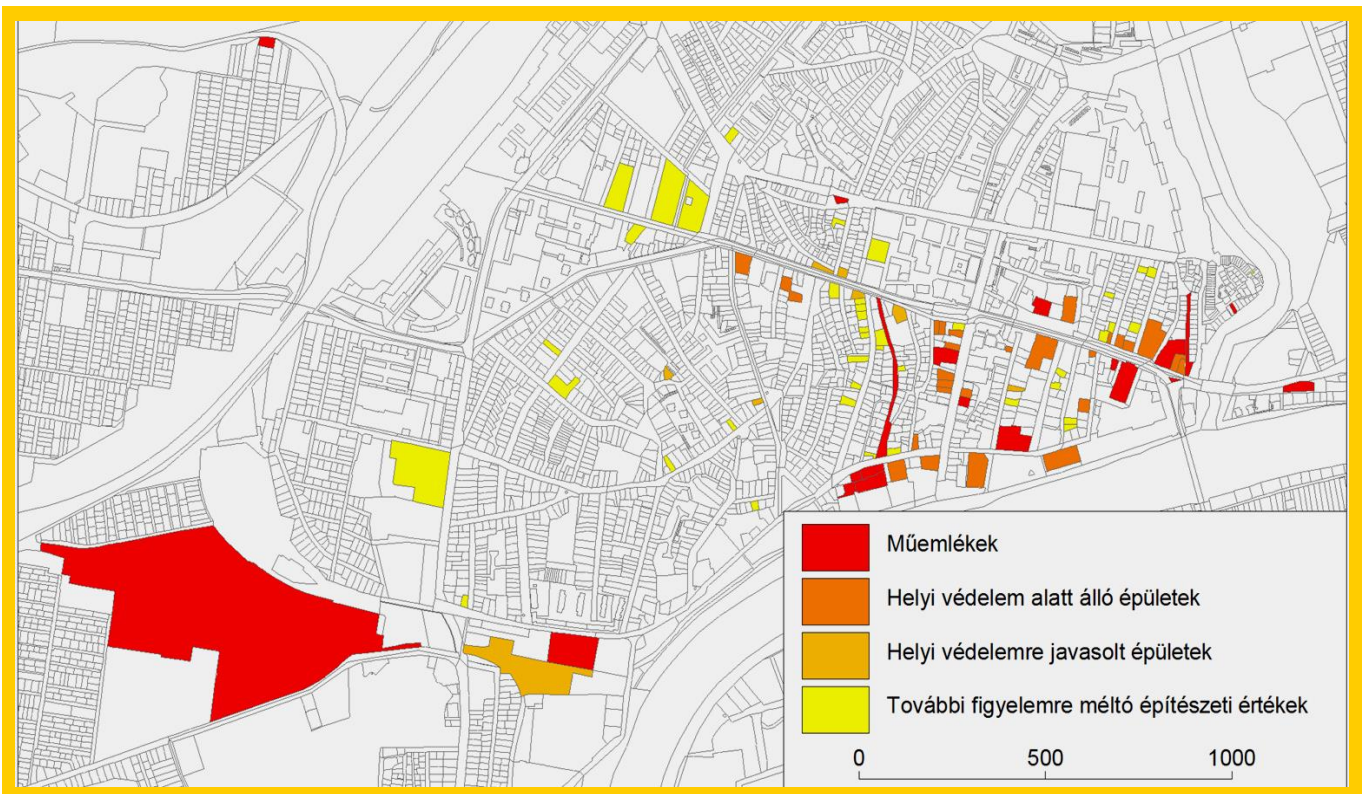 Műemlékek
Helyi védelem alatt álló épületek
Helyi védelemre javasolt épületek
További figyelemre méltó építészeti értékek
0 500 1000